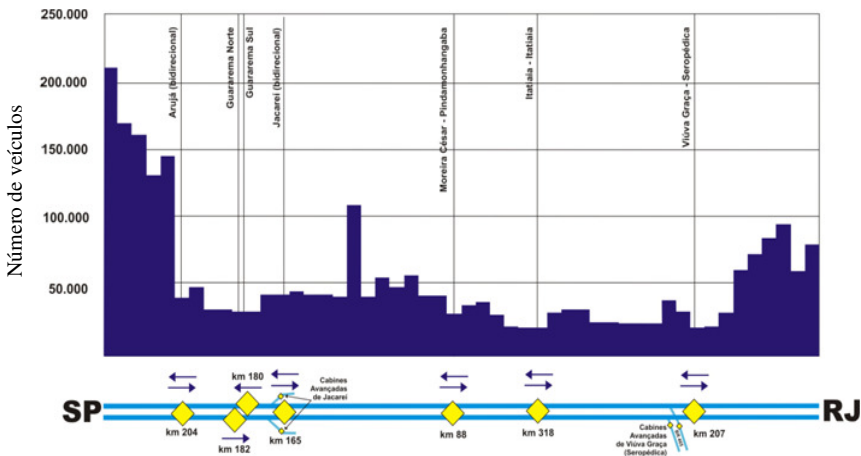 250.000
200.000
150.000
100.000
50.000
Número de veículos
Arujá (bidirecional)
Guararema Norte
Guararema Sul
Jacareí (bidirecional)
Moreira César - Pindamonhangaba
Itatiaia - Itatiaia
Viúva Graça - Seropédica
SP
RJ
km 204
km 180
km 182
km 165
Cabines
Avançadas
de Jacareí
km 88
km 318
Cabines
Avançadas
de Viúva Graça
(Seropédica)
km 207